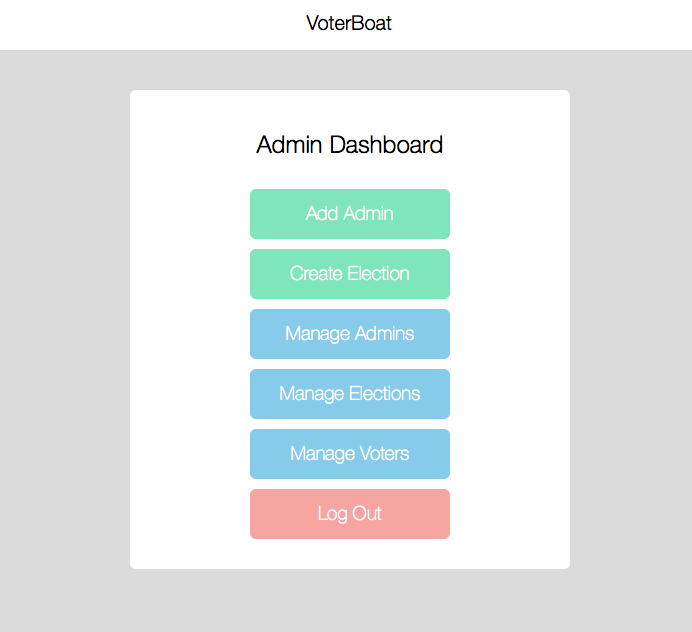 VoterBoat
Admin Dashboard
Add Admin
Create Election
Manage Admins
Manage Elections
Manage Voters
Log Out